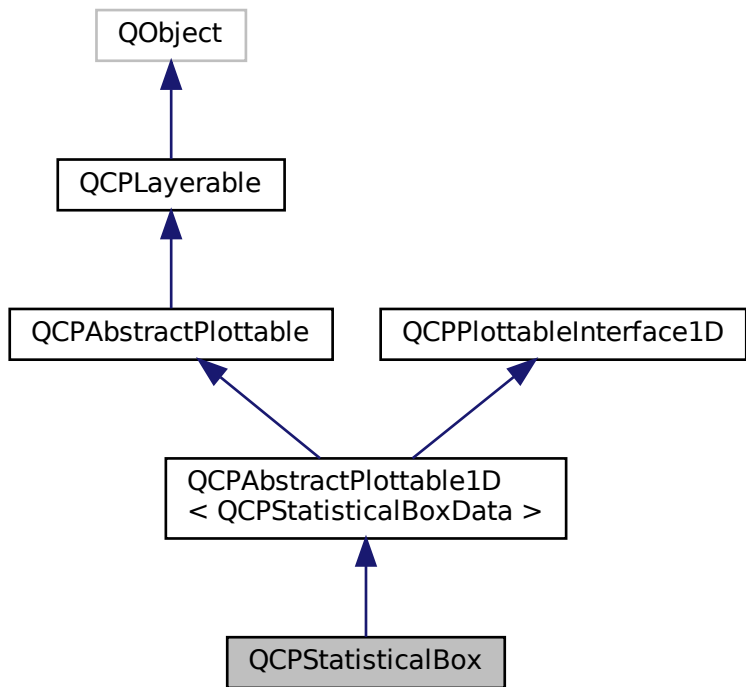 QObject
QCPLayerable
QCPAbstractPlottable
QCPPlottableInterface1D
QCPAbstractPlottable1D
< QCPStatisticalBoxData >
QCPStatisticalBox